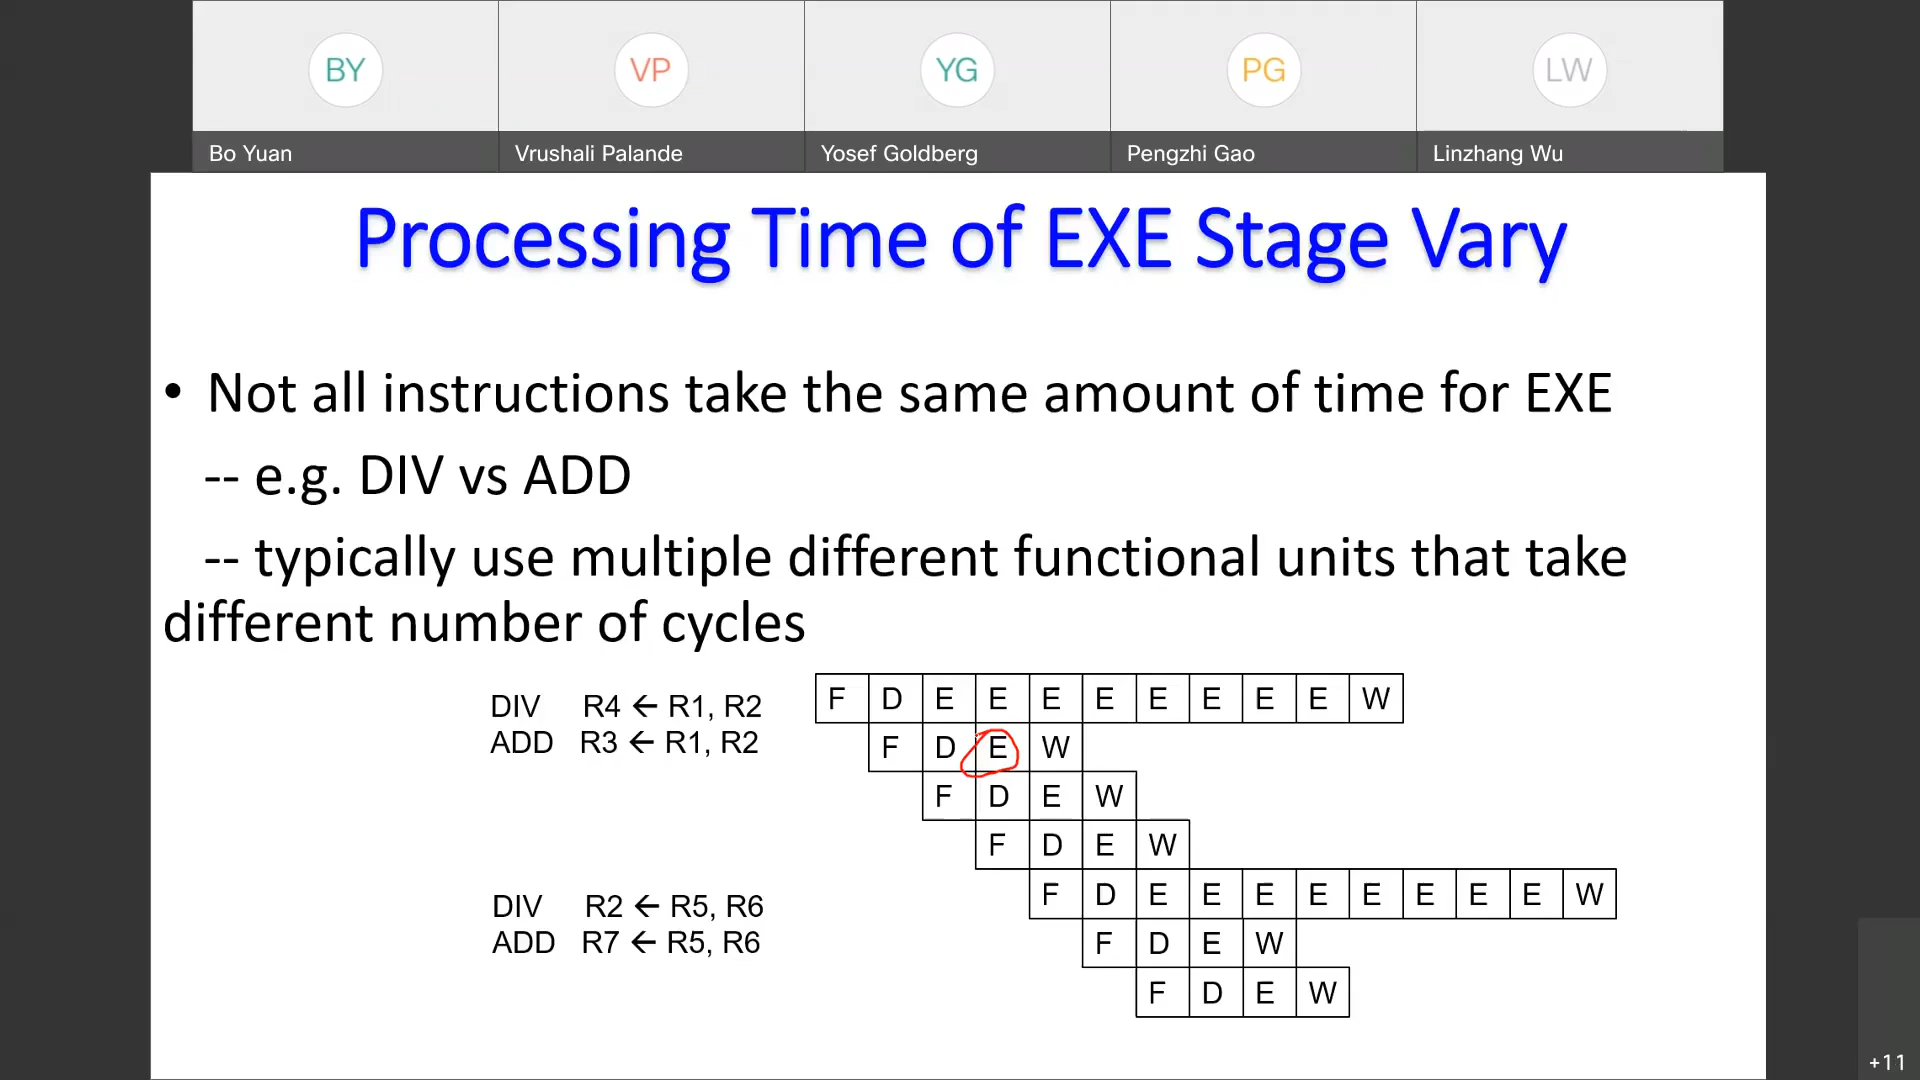 BY VP YG PG LW
Bo Yuan Vrushali Palande Yosef Goldberg Pengzhi Gao Linzhang Wu
Processing Time of EXE Stage Vary
• Not all instructions take the same amount of time for EXE
-- e.g. DIV vs ADD
-- typically use multiple different functional units that take
different number of cycles
DIV R4 ← R1, R2
ADD R3 ← R1, R2
DIV R2 ← R5, R6
ADD R7 ← R5, R6
F D E E E E E E E E W
F D E W
F D E W
F D E W
F D E E E E E E E E W
F D E W
F D E W
+11